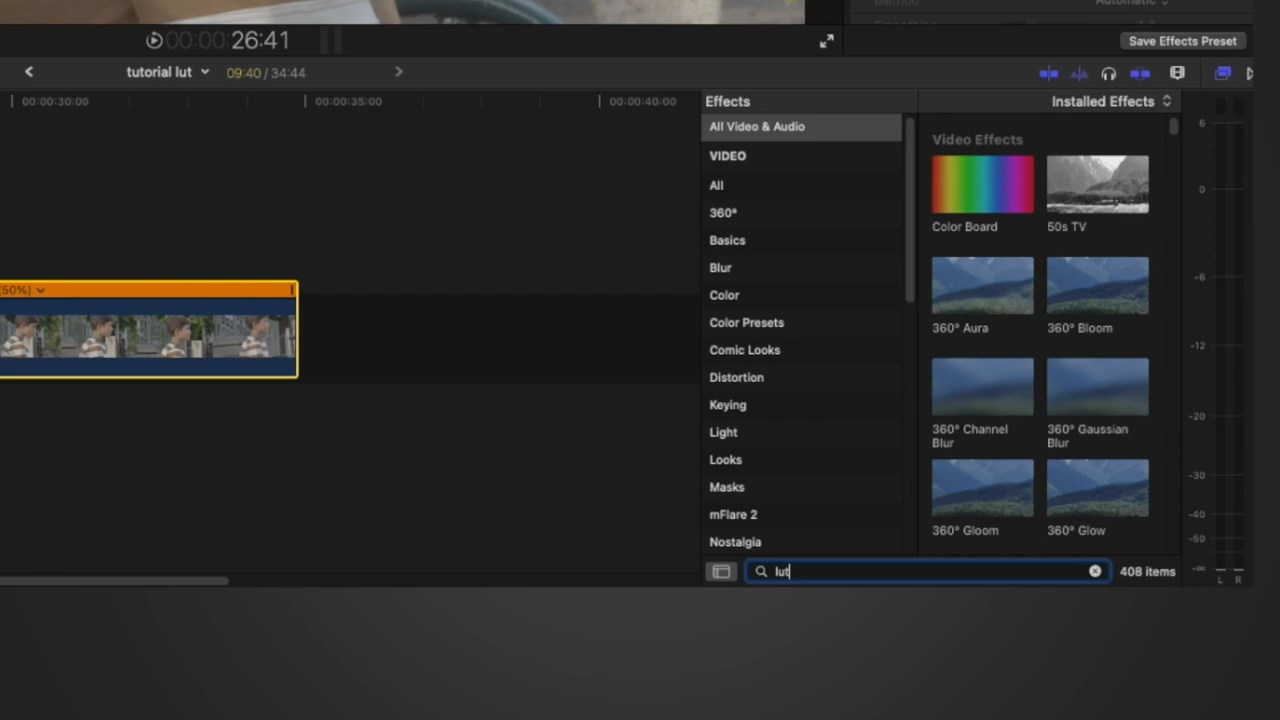 Method
Automatic
00:00:26:41
Save Effects Preset
tutorial lut
09:40 / 34:44
00:00:30:00
00:00:35:00
00:00:40:00
Effects
Installed Effects
All Video & Audio
VIDEO
All
360°
Basics
Blur
Color
Color Presets
Comic Looks
Distortion
Keying
Light
Looks
Masks
mFlare 2
Nostalgia
Video Effects
Color Board
50s TV
360° Aura
360° Bloom
360° Channel
Blur
360° Gaussian
Blur
360° Gloom
360° Glow
(50%)
lut
408 items
6
0
-6
-12
-20
-30
-40
-50
-∞
L R